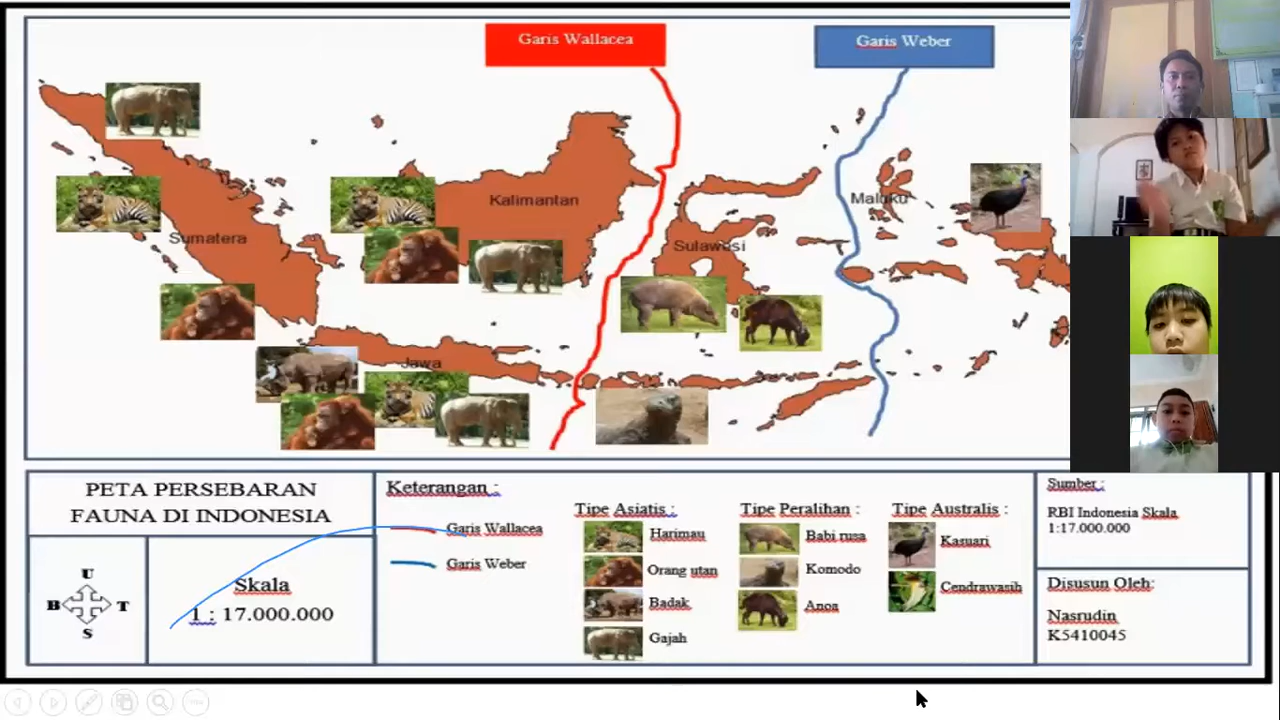 Garis Wallacea
Garis Weber
Kalimantan
Maluku
Sumatera
Sulawesi
Jawa
PETA PERSEBARAN
FAUNA DI INDONESIA
U
B T
S
Skala
1 : 17.000.000
Keterangan :
Garis Wallacea
Garis Weber
Tipe Asiatis :
Harimau
Orang utan
Badak
Gajah
Tipe Peralihan :
Babi rusa
Komodo
Anoa
Tipe Australis :
Kasuari
Cendrawasih
Sumber :
RBI Indonesia Skala
1:17.000.000
Disusun Oleh:
Nasrudin
K5410045